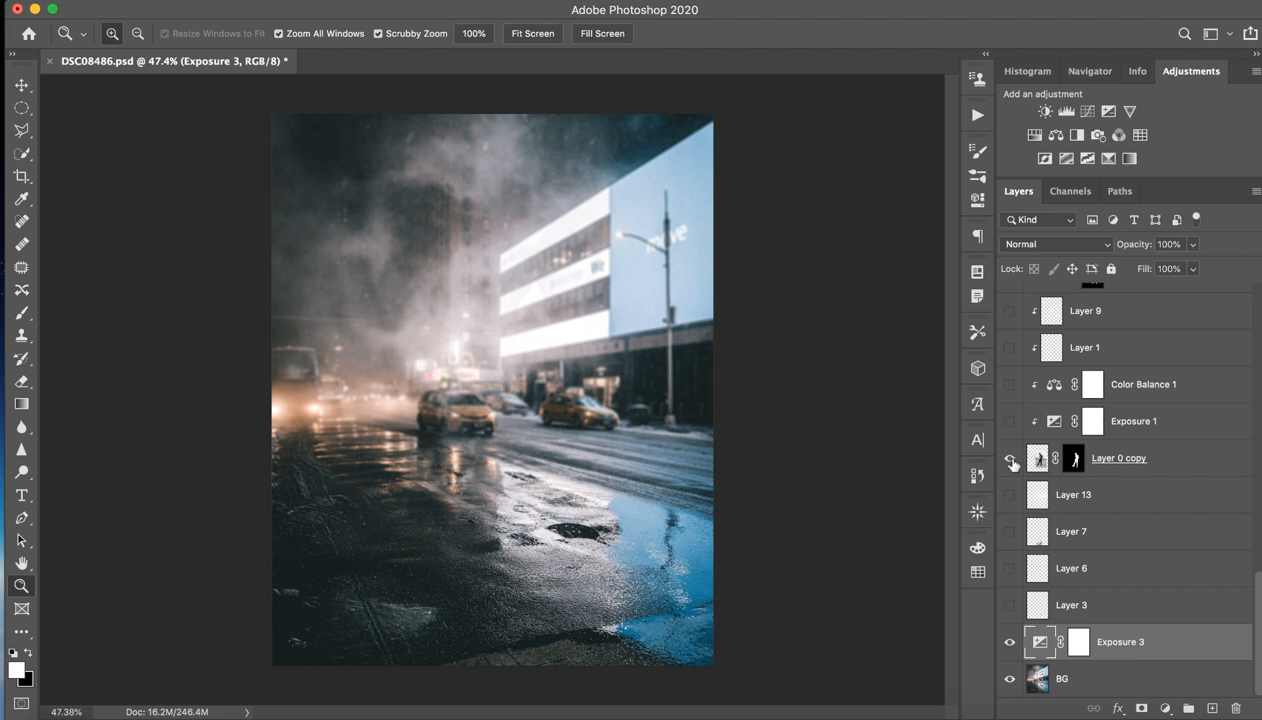 Adobe Photoshop 2020
Resize Windows to Fit Zoom All Windows Scrubby Zoom 100% Fit Screen Fill Screen
× DSC08486.psd @ 47.4% (Exposure 3, RGB/8) *
Histogram Navigator Info Adjustments
Add an adjustment
Layers Channels Paths
Kind
Normal Opacity: 100%
Lock: Fill: 100%
Layer 9
Layer 1
Color Balance 1
Exposure 1
Layer 0 copy
Layer 13
Layer 7
Layer 6
Layer 3
Exposure 3
BG
47.38% Doc: 16.2M/246.4M